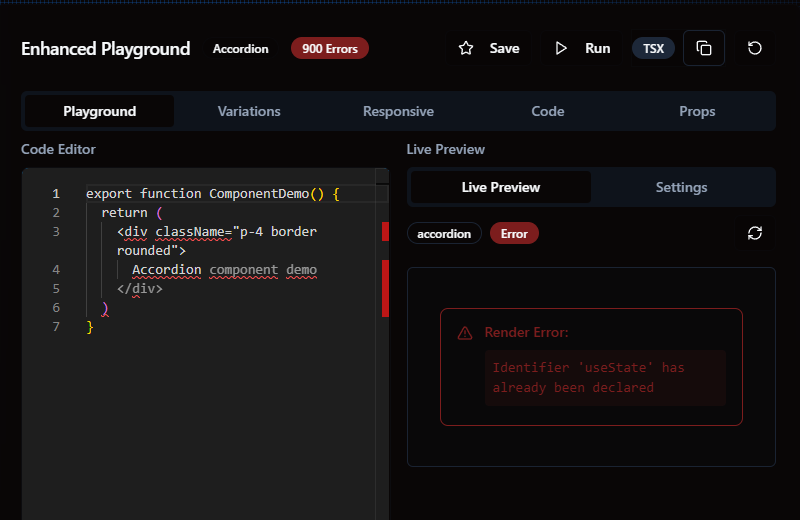 Enhanced Playground Accordion 900 Errors Save Run TSX
Playground Variations Responsive Code Props
Code Editor
1 export function ComponentDemo() {
2 return (
3 <div className="p-4 border
rounded">
4 Accordion component demo
5 </div>
6 )
7 }
Live Preview
Live Preview Settings
accordion Error
Render Error:
Identifier 'useState' has
already been declared